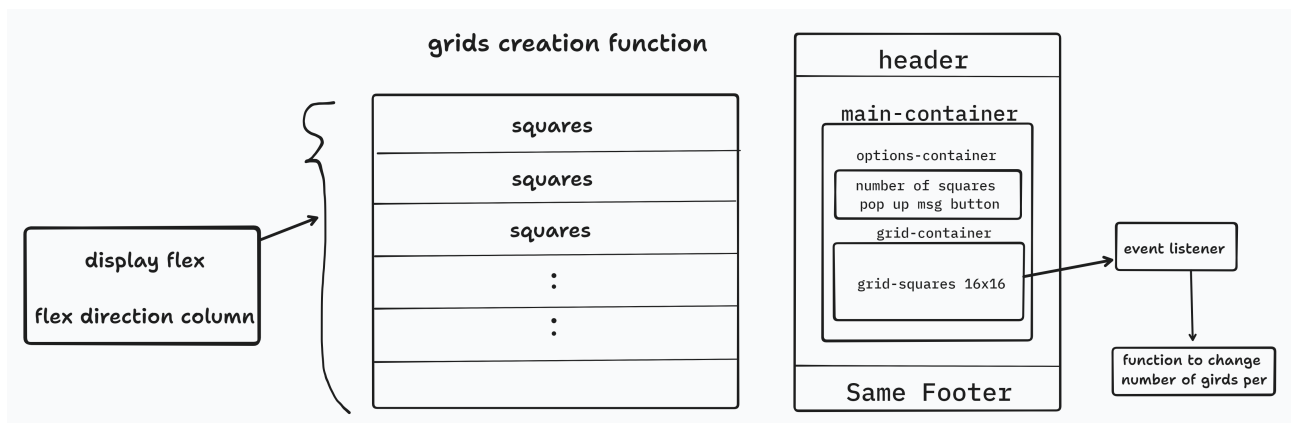 grids creation function
squares
squares
squares
display flex
flex direction column
header
main-container
options-container
number of squares
pop up msg button
grid-container
grid-squares 16x16
Same Footer
event listener
function to change
number of girds per